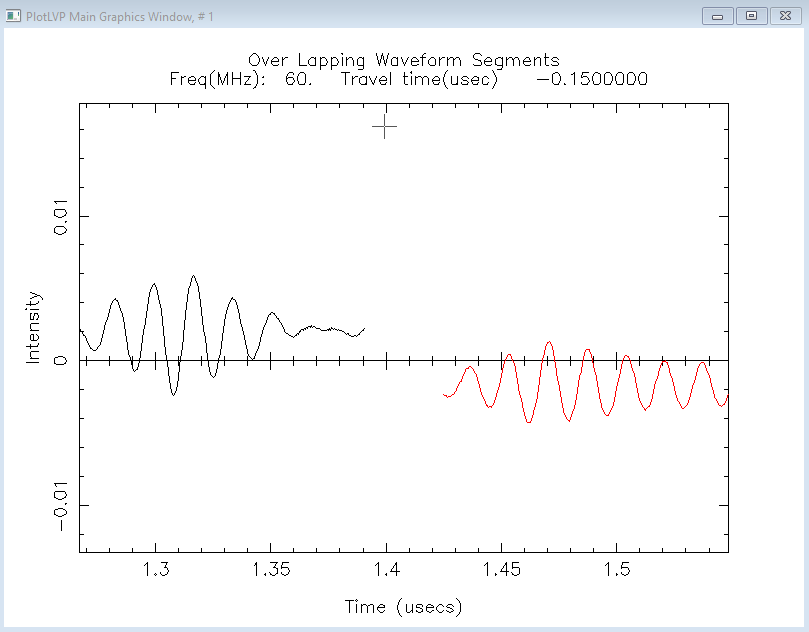 PlotLVP Main Graphics Window, # 1
Over Lapping Waveform Segments
Freq(MHz): 60. Travel time(usec) −0.1500000
Intensity
0.01
0
−0.01
1.3 1.35 1.4 1.45 1.5
Time (usecs)